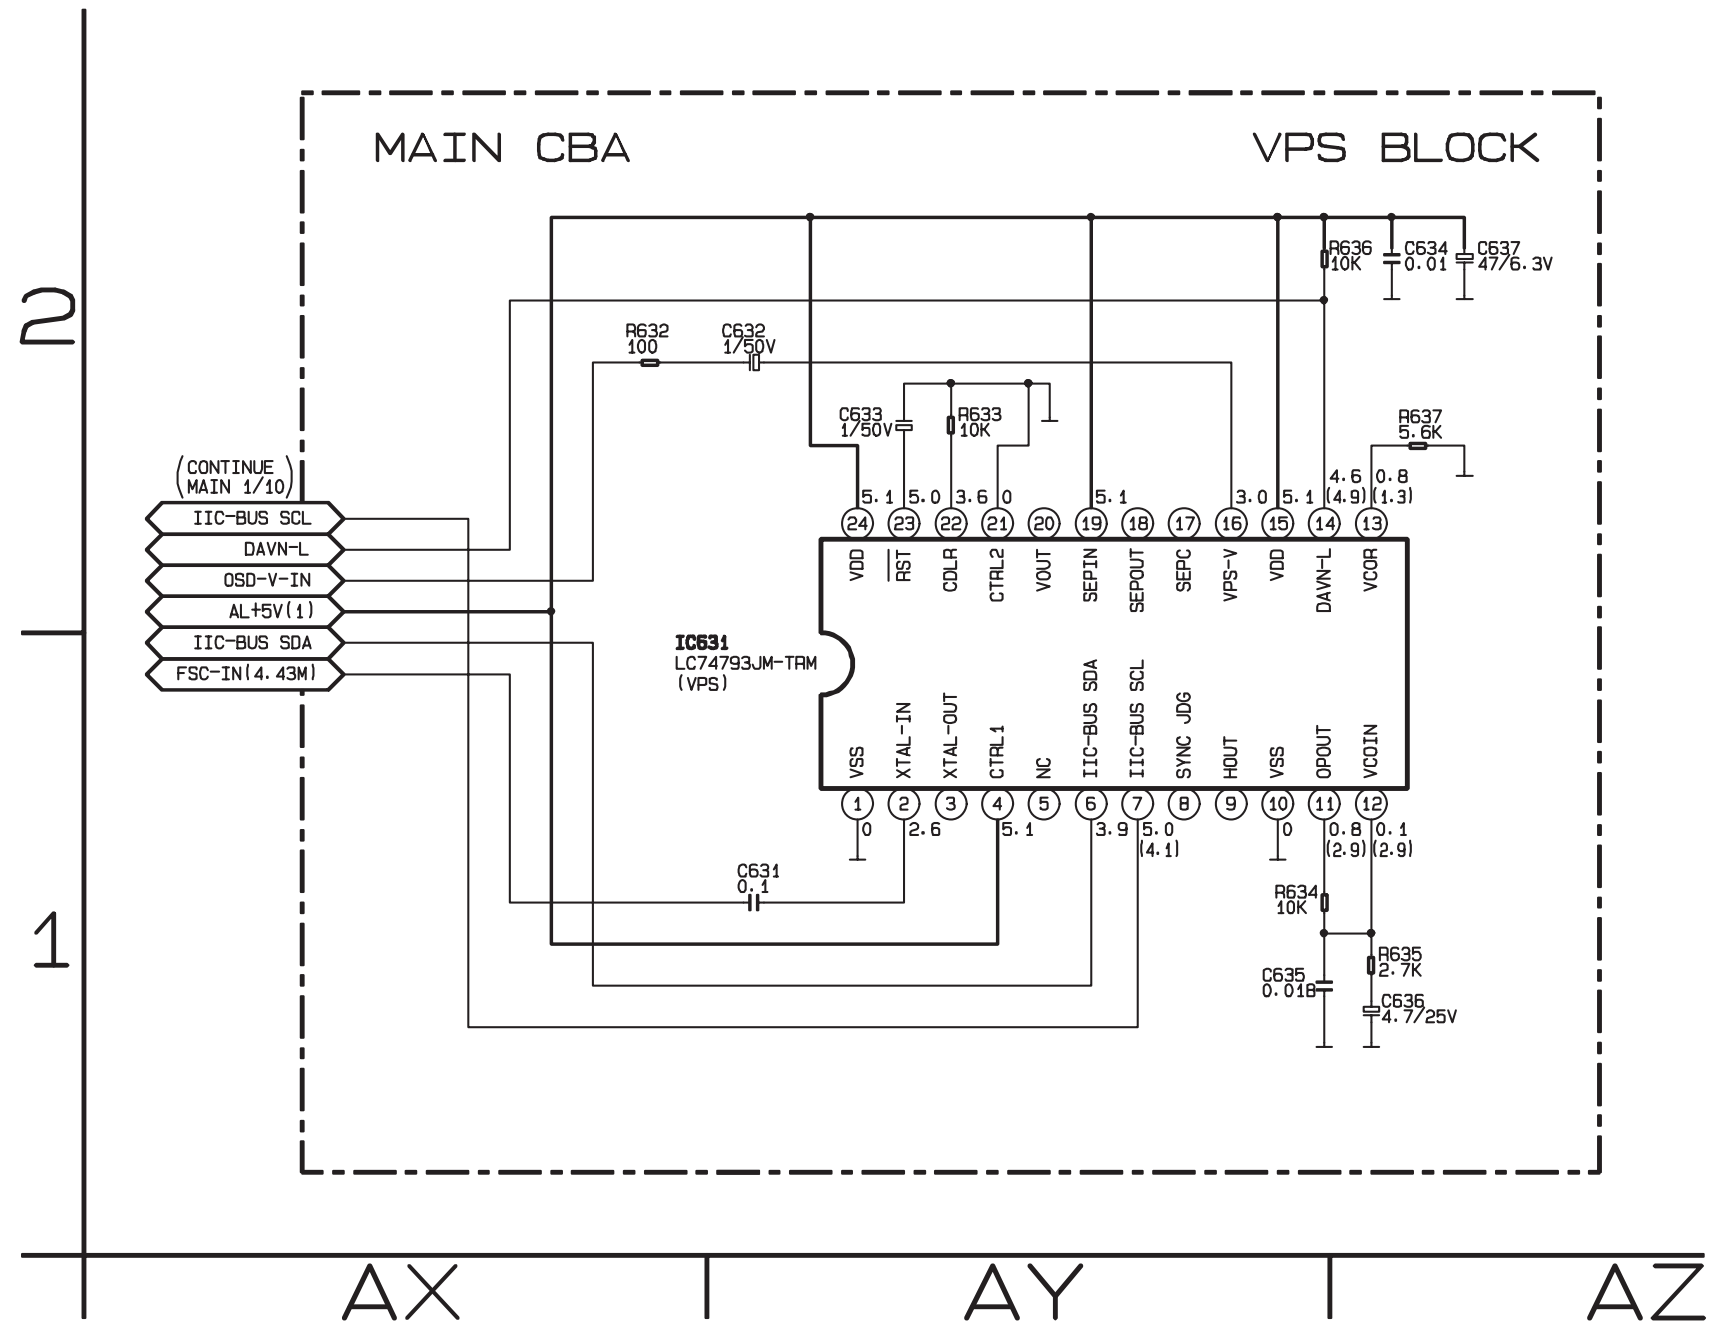 MAIN CBA
VPS BLOCK
2
1
R636
10K
C634
0.01
C637
47/6.3V
R632
100
C632
1/50V
C633
1/50V
R633
10K
R637
5.6K
(CONTINUE
MAIN 1/10)
IIC-BUS SCL
DAVN-L
OSD-V-IN
AL+5V(1)
IIC-BUS SDA
FSC-IN(4.43M)
4.6 0.8
5.1 5.0 3.6 0 5.1 3.0 5.1 (4.9) (1.3)
24 23 22 21 20 19 18 17 16 15 14 13
VDD RST CDLR CTRL2 VOUT SEPIN SEPOUT SEPC VPS-V VDD DAVN-L VCOR
IC631
LC74793JM-TRM
(VPS)
VSS XTAL-IN XTAL-OUT CTRL1 NC IIC-BUS SDA IIC-BUS SCL SYNC JDG HOUT VSS OPOUT VCOIN
1 2 3 4 5 6 7 8 9 10 11 12
0 2.6 5.1 3.9 5.0 0 0.8 0.1
(4.1) (2.9) (2.9)
C631
0.1
R634
10K
R635
2.7K
C635
0.01B
C636
4.7/25V
AX AY AZ